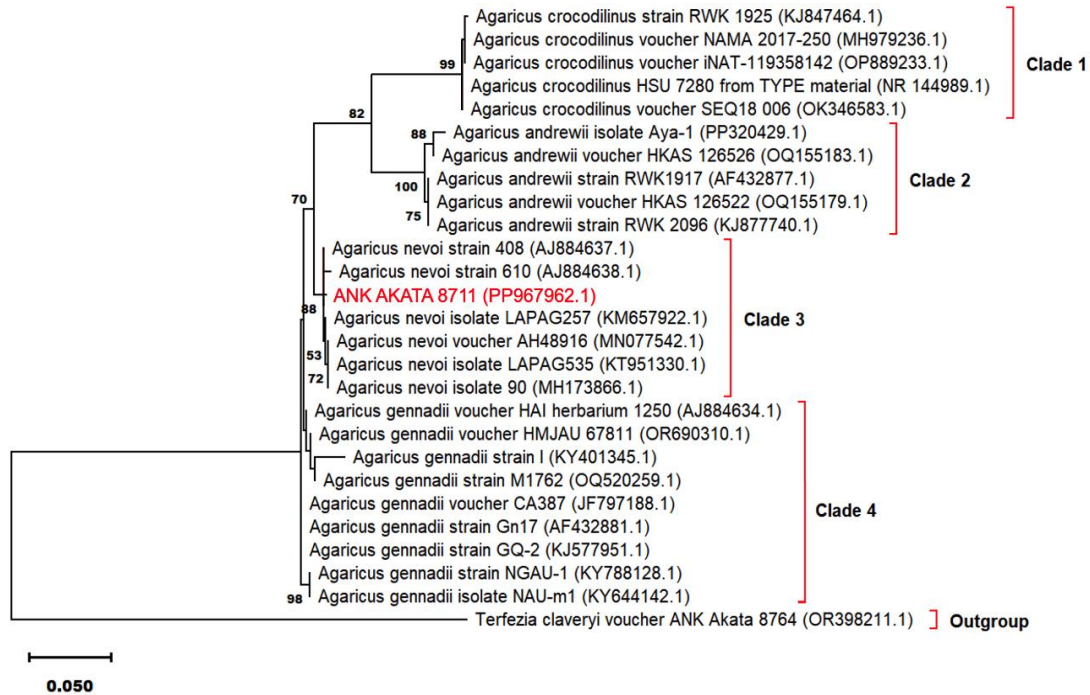 Agaricus crocodilinus strain RWK 1925 (KJ847464.1)
Agaricus crocodilinus voucher NAMA 2017-250 (MH979236.1)
99
Agaricus crocodilinus voucher iNAT-119358142 (OP889233.1)
Clade 1
Agaricus crocodilinus HSU 7280 from TYPE material (NR 144989.1)
Agaricus crocodilinus voucher SEQ18 006 (OK346583.1)
82
88
Agaricus andrewii isolate Aya-1 (PP320429.1)
Agaricus andrewii voucher HKAS 126526 (OQ155183.1)
100
Agaricus andrewii strain RWK1917 (AF432877.1)
Clade 2
70
Agaricus andrewii voucher HKAS 126522 (OQ155179.1)
75
Agaricus andrewii strain RWK 2096 (KJ877740.1)
Agaricus nevoi strain 408 (AJ884637.1)
Agaricus nevoi strain 610 (AJ884638.1)
88
ANK AKATA 8711 (PP967962.1)
Agaricus nevoi isolate LAPAG257 (KM657922.1)
Clade 3
Agaricus nevoi voucher AH48916 (MN077542.1)
53
Agaricus nevoi isolate LAPAG535 (KT951330.1)
72
Agaricus nevoi isolate 90 (MH173866.1)
Agaricus gennadii voucher HAI herbarium 1250 (AJ884634.1)
Agaricus gennadii voucher HMJAU 67811 (OR690310.1)
Agaricus gennadii strain I (KY401345.1)
Agaricus gennadii strain M1762 (OQ520259.1)
Agaricus gennadii voucher CA387 (JF797188.1)
Clade 4
Agaricus gennadii strain Gn17 (AF432881.1)
Agaricus gennadii strain GQ-2 (KJ577951.1)
Agaricus gennadii strain NGAU-1 (KY788128.1)
98
Agaricus gennadii isolate NAU-m1 (KY644142.1)
Terfezia claveryi voucher ANK Akata 8764 (OR398211.1)
Outgroup
0.050